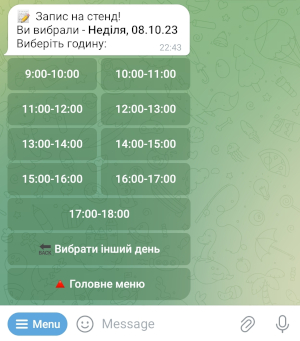 📝 Запис на стенд!
Ви вибрали - Неділя, 08.10.23
Виберіть годину:
22:43
9:00-10:00
10:00-11:00
11:00-12:00
12:00-13:00
13:00-14:00
14:00-15:00
15:00-16:00
16:00-17:00
17:00-18:00
🔙 Вибрати інший день
🔺 Головне меню
Menu
Message